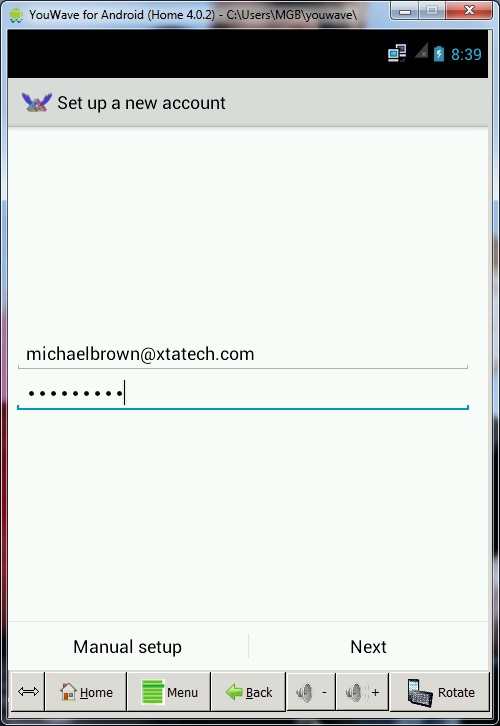 YouWave for Android (Home 4.0.2) - C:\Users\MGB\youwave\
8:39
Set up a new account
michaelbrown@xtatech.com
•••••••••
Manual setup
Next
Home
Menu
Back
-
+
Rotate